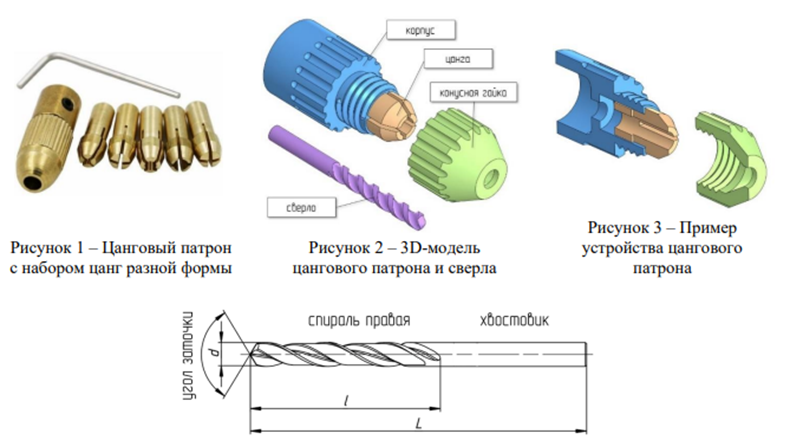 корпус
цанга
конусная гайка
сверло
Рисунок 1 – Цанговый патрон
с набором цанг разной формы
Рисунок 2 – 3D-модель
цангового патрона и сверла
Рисунок 3 – Пример
устройства цангового
патрона
угол заточки
d
спираль правая
хвостовик
l
L